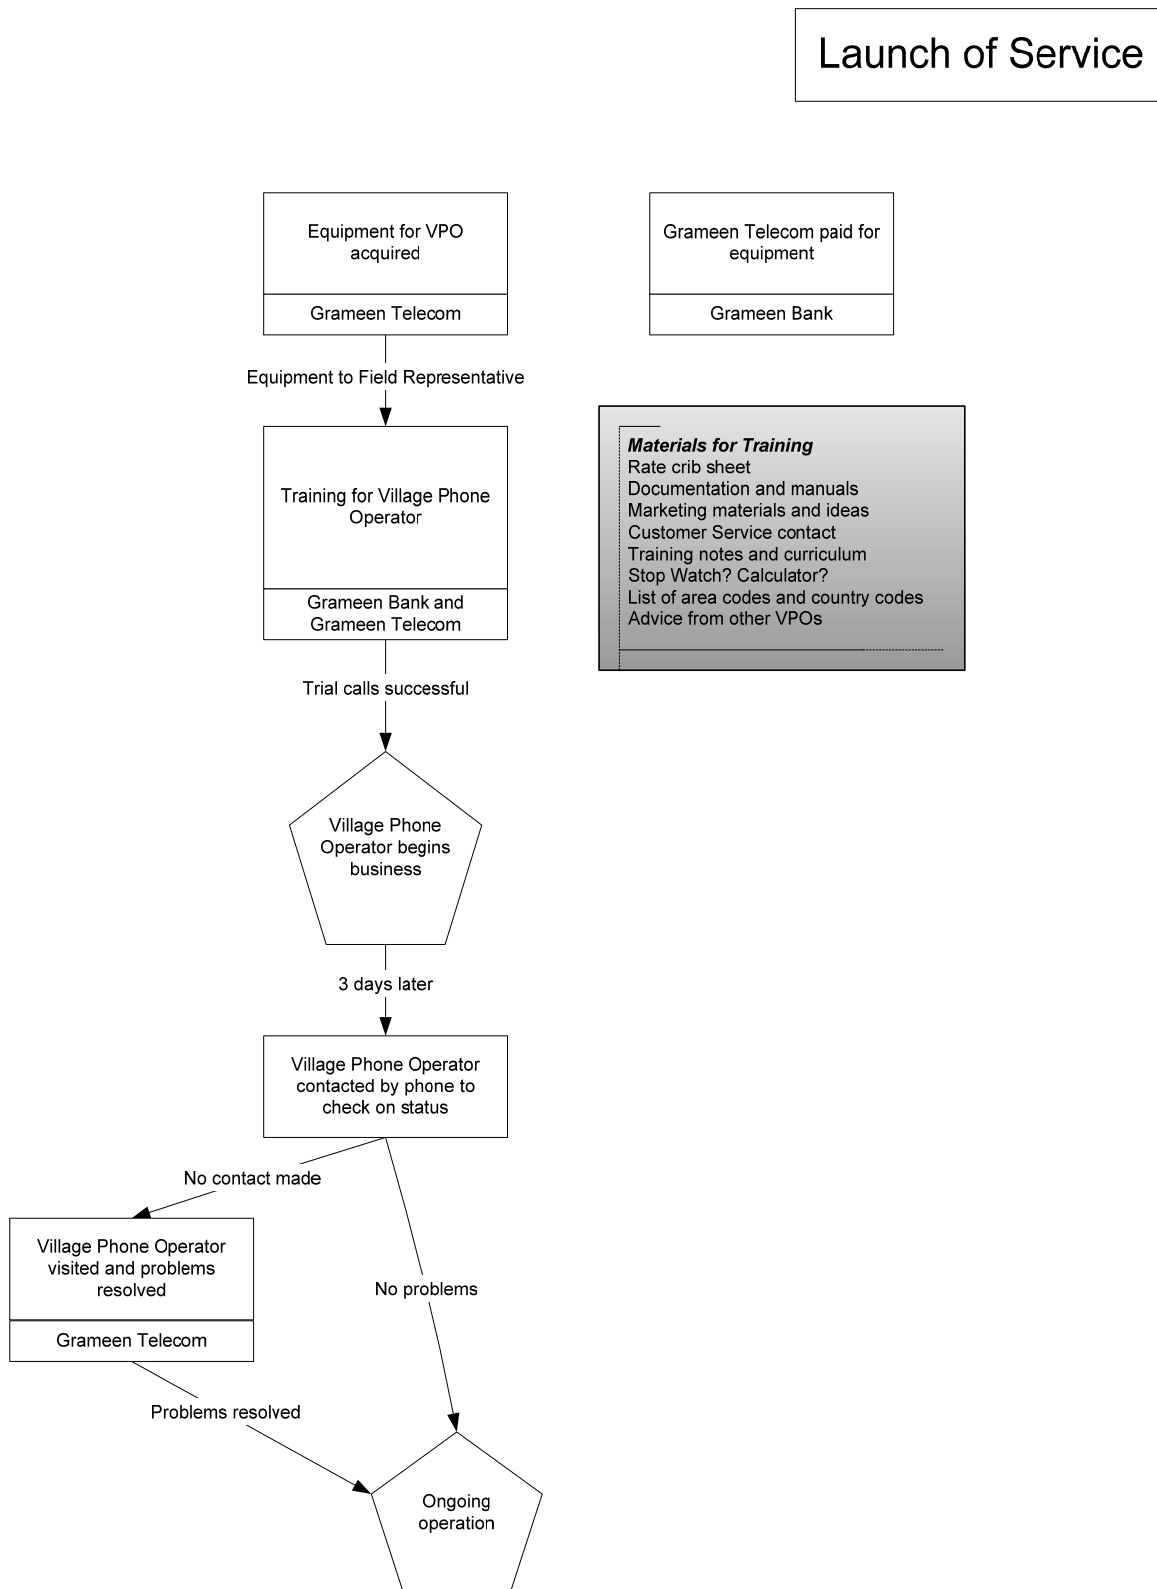 Launch of Service
Equipment for VPO
acquired
Grameen Telecom
Grameen Telecom paid for
equipment
Grameen Bank
Equipment to Field Representative
Training for Village Phone
Operator
Grameen Bank and
Grameen Telecom
Materials for Training
Rate crib sheet
Documentation and manuals
Marketing materials and ideas
Customer Service contact
Training notes and curriculum
Stop Watch? Calculator?
List of area codes and country codes
Advice from other VPOs
Trial calls successful
Village Phone
Operator begins
business
3 days later
Village Phone Operator
contacted by phone to
check on status
No contact made
Village Phone Operator
visited and problems
resolved
Grameen Telecom
No problems
Problems resolved
Ongoing
operation